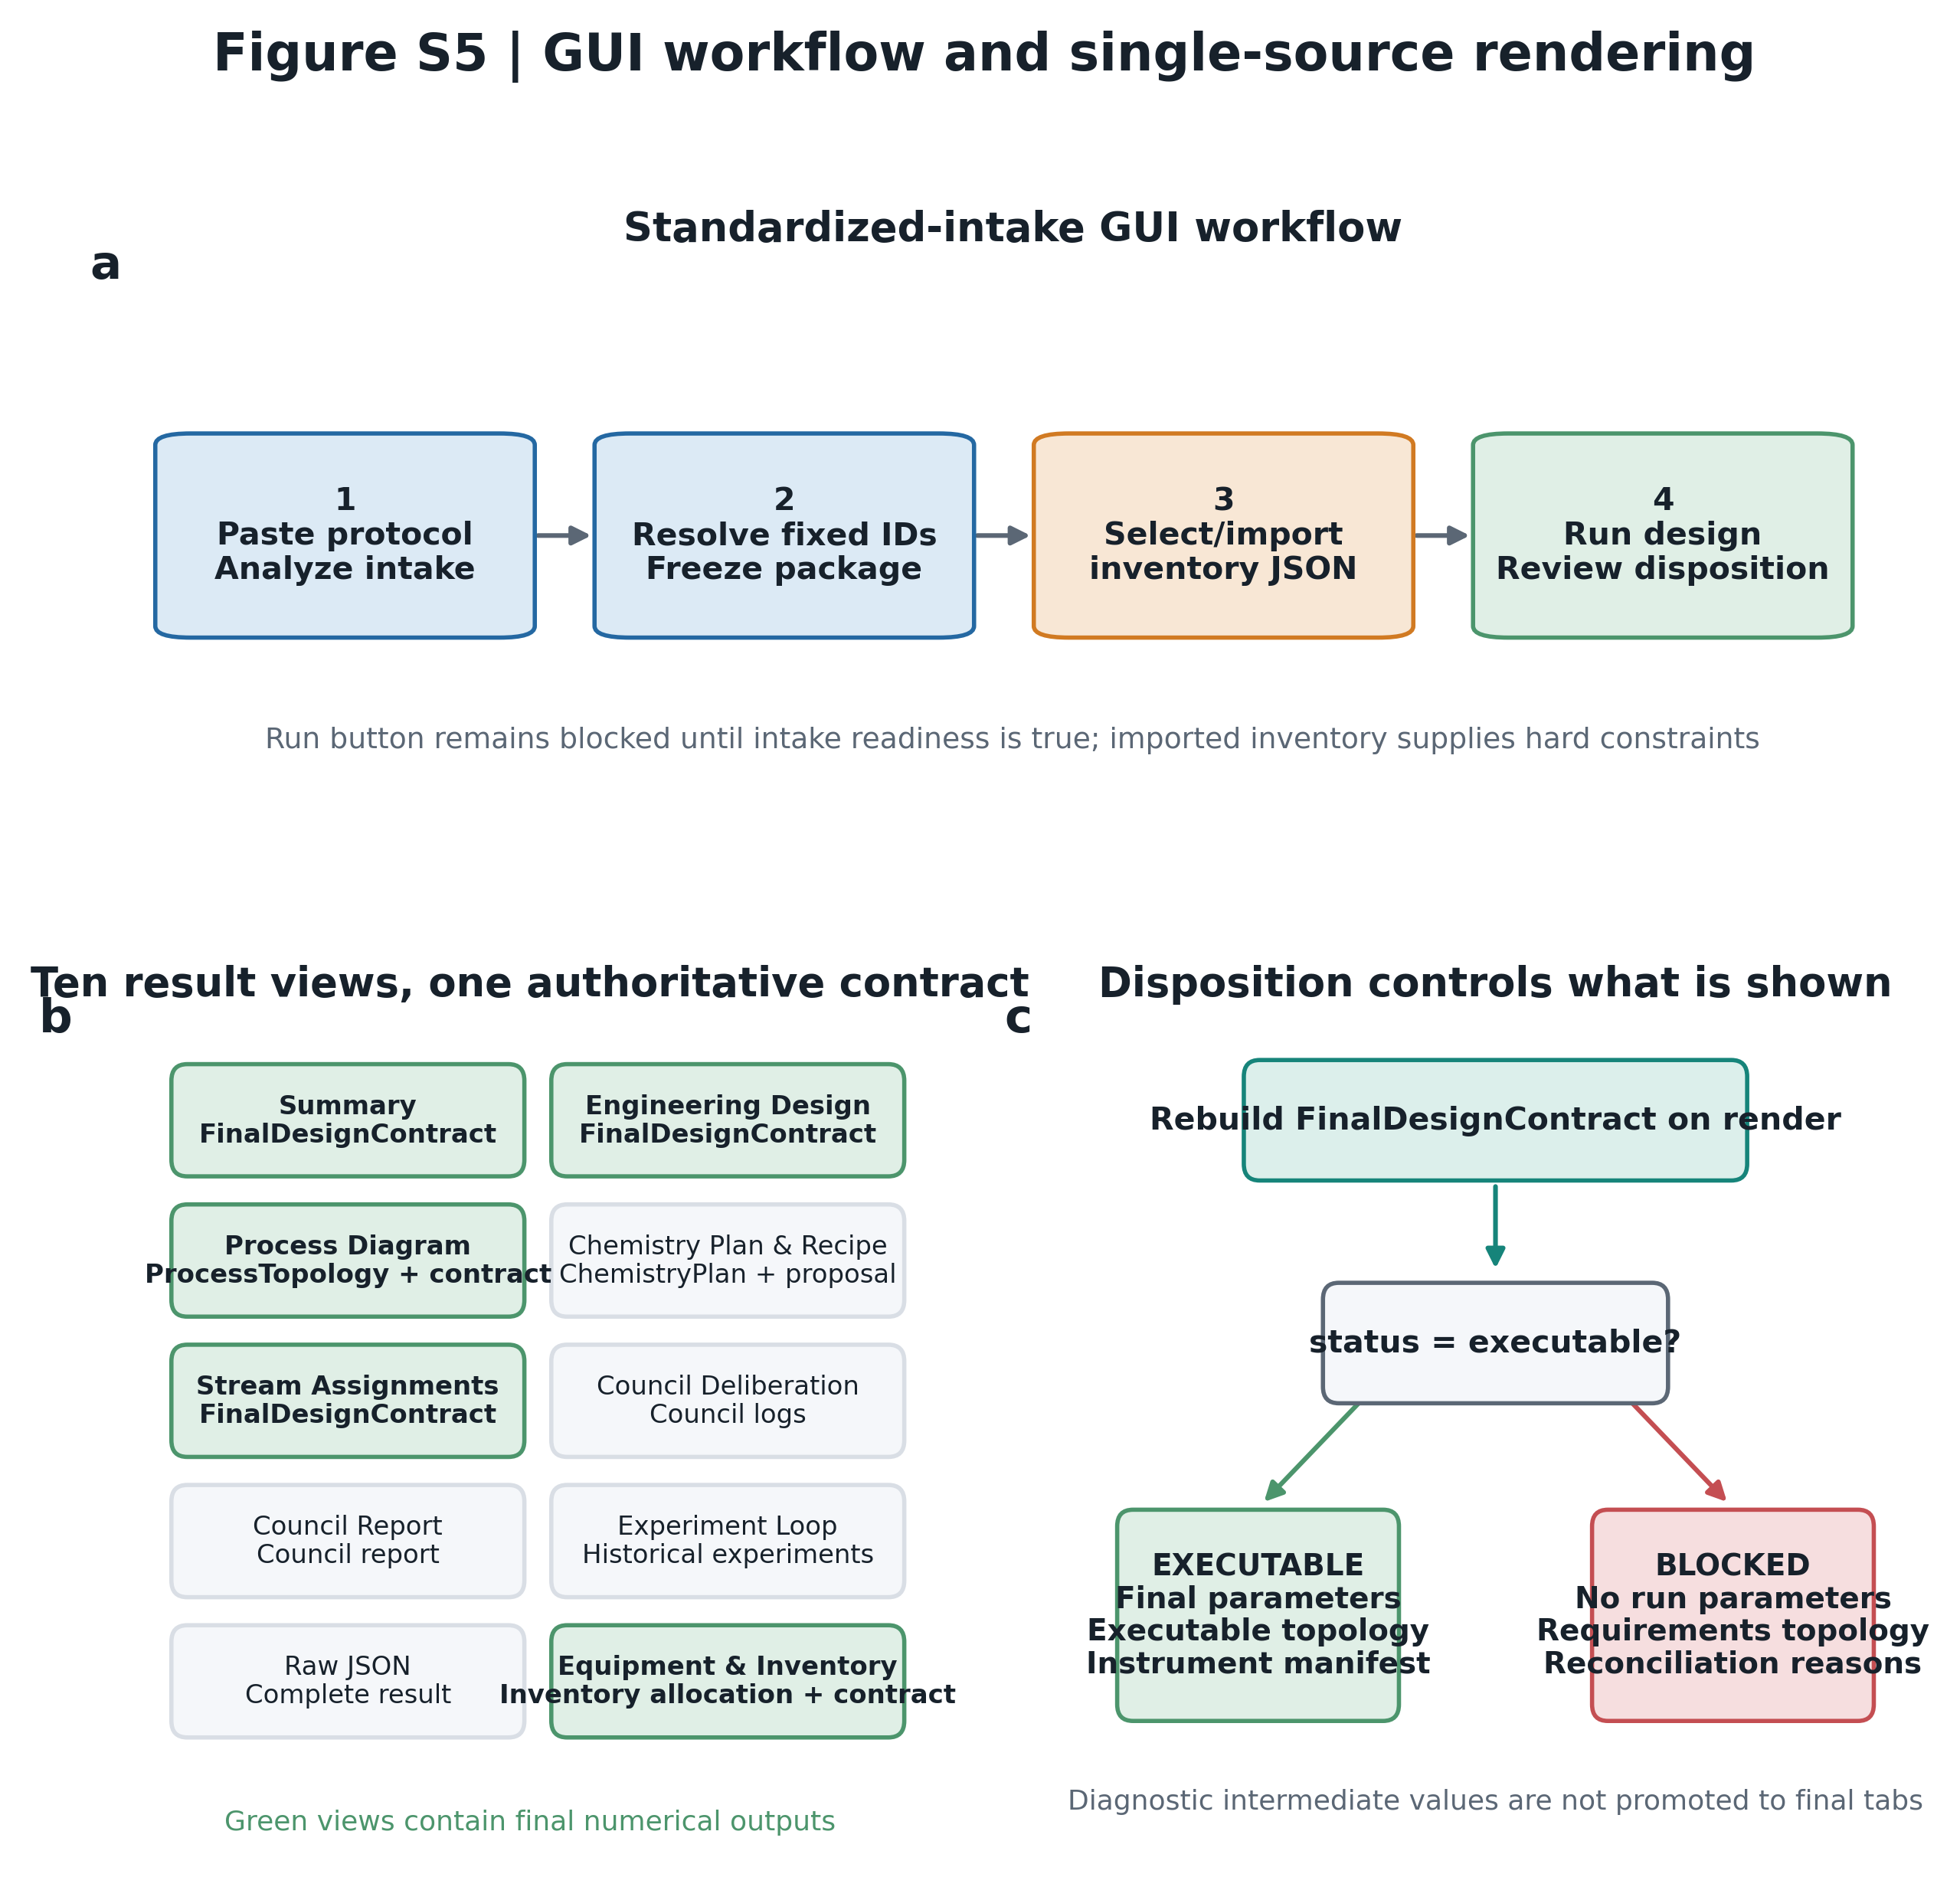 Figure S5 | GUI workflow and single-source rendering
a
Standardized-intake GUI workflow
1
Paste protocol
Analyze intake
2
Resolve fixed IDs
Freeze package
3
Select/import
inventory JSON
4
Run design
Review disposition
Run button remains blocked until intake readiness is true; imported inventory supplies hard constraints
Ten result views, one authoritative contract
b
Summary
FinalDesignContract
Engineering Design
FinalDesignContract
Process Diagram
ProcessTopology + contract
Chemistry Plan & Recipe
ChemistryPlan + proposal
Stream Assignments
FinalDesignContract
Council Deliberation
Council logs
Council Report
Council report
Experiment Loop
Historical experiments
Raw JSON
Complete result
Equipment & Inventory
Inventory allocation + contract
Green views contain final numerical outputs
Disposition controls what is shown
c
Rebuild FinalDesignContract on render
status = executable?
EXECUTABLE
Final parameters
Executable topology
Instrument manifest
BLOCKED
No run parameters
Requirements topology
Reconciliation reasons
Diagnostic intermediate values are not promoted to final tabs